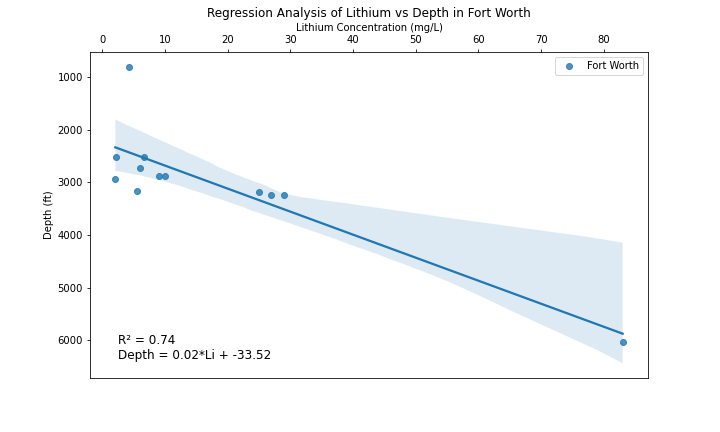 Regression Analysis of Lithium vs Depth in Fort Worth
Lithium Concentration (mg/L)
0 10 20 30 40 50 60 70 80
Fort Worth
1000
2000
3000
4000
5000
6000
Depth (ft)
R² = 0.74
Depth = 0.02*Li + -33.52